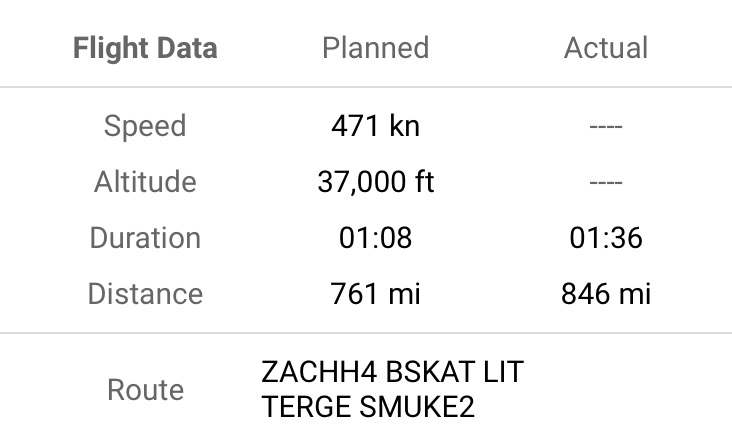 Flight Data Planned Actual
Speed 471 kn ----
Altitude 37,000 ft ----
Duration 01:08 01:36
Distance 761 mi 846 mi
Route ZACHH4 BSKAT LIT
TERGE SMUKE2